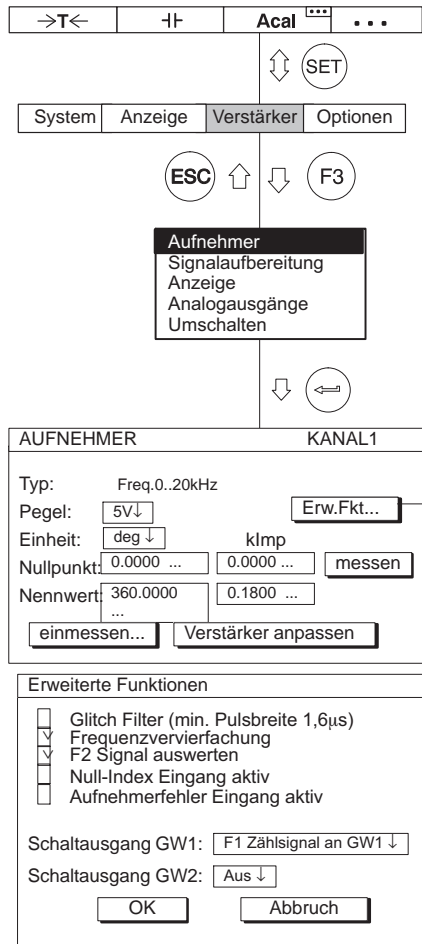 →T← ⊣⊢ Acal ...
SET
System Anzeige Verstärker Optionen
ESC F3
Aufnehmer
Signalaufbereitung
Anzeige
Analogausgänge
Umschalten
AUFNEHMER KANAL1
Typ: Freq.0..20kHz
Pegel: 5V↓ Erw.Fkt...
Einheit: deg ↓ kImp
Nullpunkt: 0.0000 ... 0.0000 ... messen
Nennwert: 360.0000 ... 0.1800 ...
einmessen... Verstärker anpassen
Erweiterte Funktionen
Glitch Filter (min. Pulsbreite 1,6µs)
Frequenzvervierfachung
F2 Signal auswerten
Null-Index Eingang aktiv
Aufnehmerfehler Eingang aktiv
Schaltausgang GW1: F1 Zählsignal an GW1 ↓
Schaltausgang GW2: Aus ↓
OK Abbruch